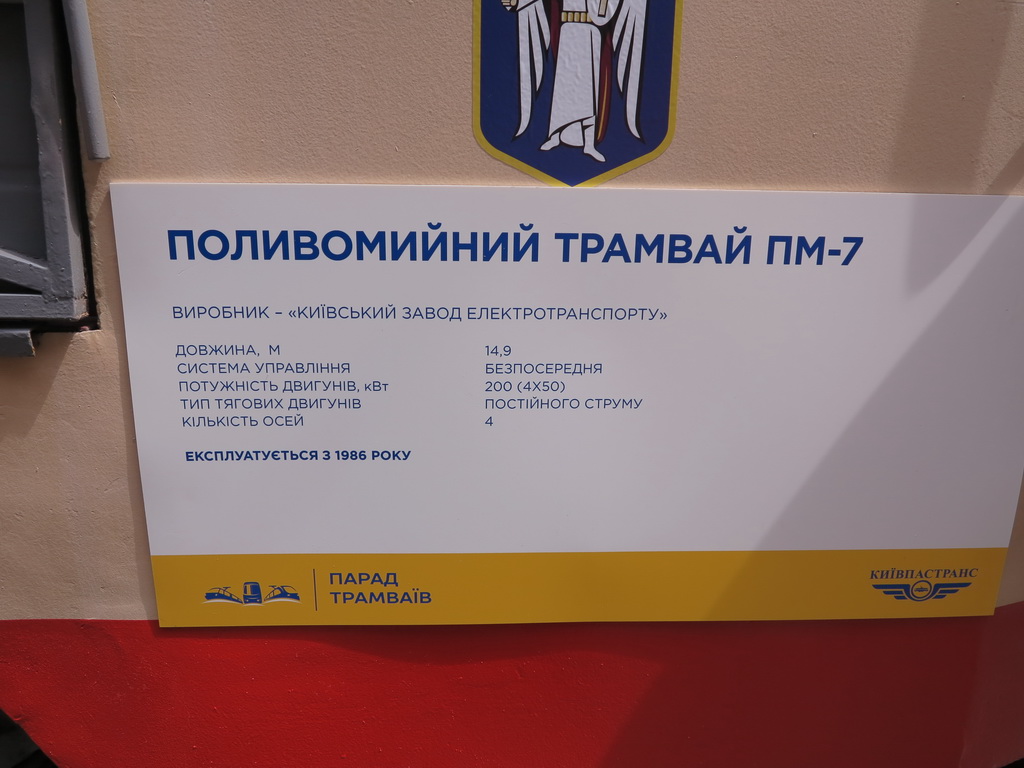 ПОЛИВОМИЙНИЙ ТРАМВАЙ ПМ-7
ВИРОБНИК – «КИЇВСЬКИЙ ЗАВОД ЕЛЕКТРОТРАНСПОРТУ»
ДОВЖИНА, М 14,9
СИСТЕМА УПРАВЛІННЯ БЕЗПОСЕРЕДНЯ
ПОТУЖНІСТЬ ДВИГУНІВ, кВт 200 (4Х50)
ТИП ТЯГОВИХ ДВИГУНІВ ПОСТІЙНОГО СТРУМУ
КІЛЬКІСТЬ ОСЕЙ 4
ЕКСПЛУАТУЄТЬСЯ З 1986 РОКУ
ПАРАД
ТРАМВАЇВ
КИЇВПАСТРАНС